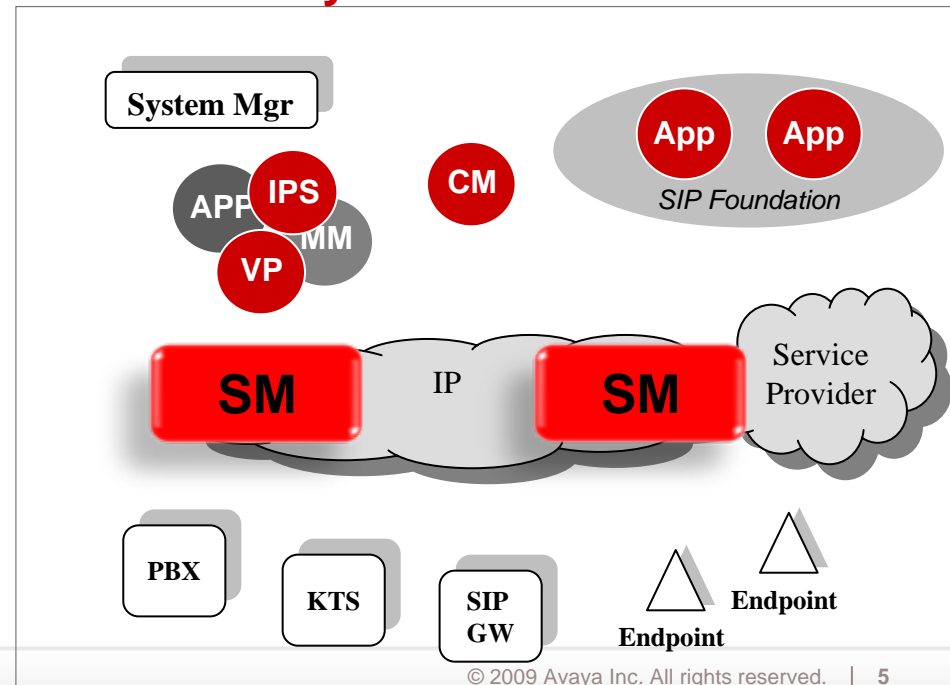 System Mgr
App
App
SIP Foundation
APP
IPS
MM
VP
CM
SM
IP
SM
Service
Provider
PBX
KTS
SIP
GW
Endpoint
Endpoint
© 2009 Avaya Inc. All rights reserved. | 5